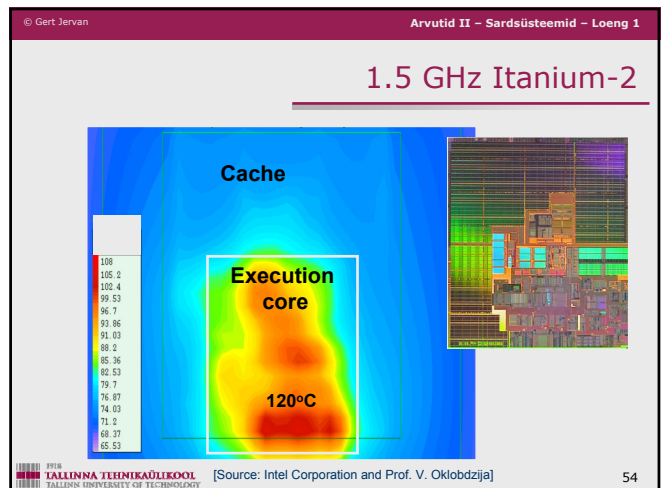 © Gert Jervan
Arvutid II – Sardsüsteemid – Loeng 1
1.5 GHz Itanium-2
Cache
Execution
core
120°C
108
105.2
102.4
99.53
96.7
93.86
91.03
88.2
85.36
82.53
79.7
76.87
74.03
71.2
68.37
65.53
1918
TALLINNA TEHNIKAÜLIKOOL
TALLINN UNIVERSITY OF TECHNOLOGY
[Source: Intel Corporation and Prof. V. Oklobdzija]
54